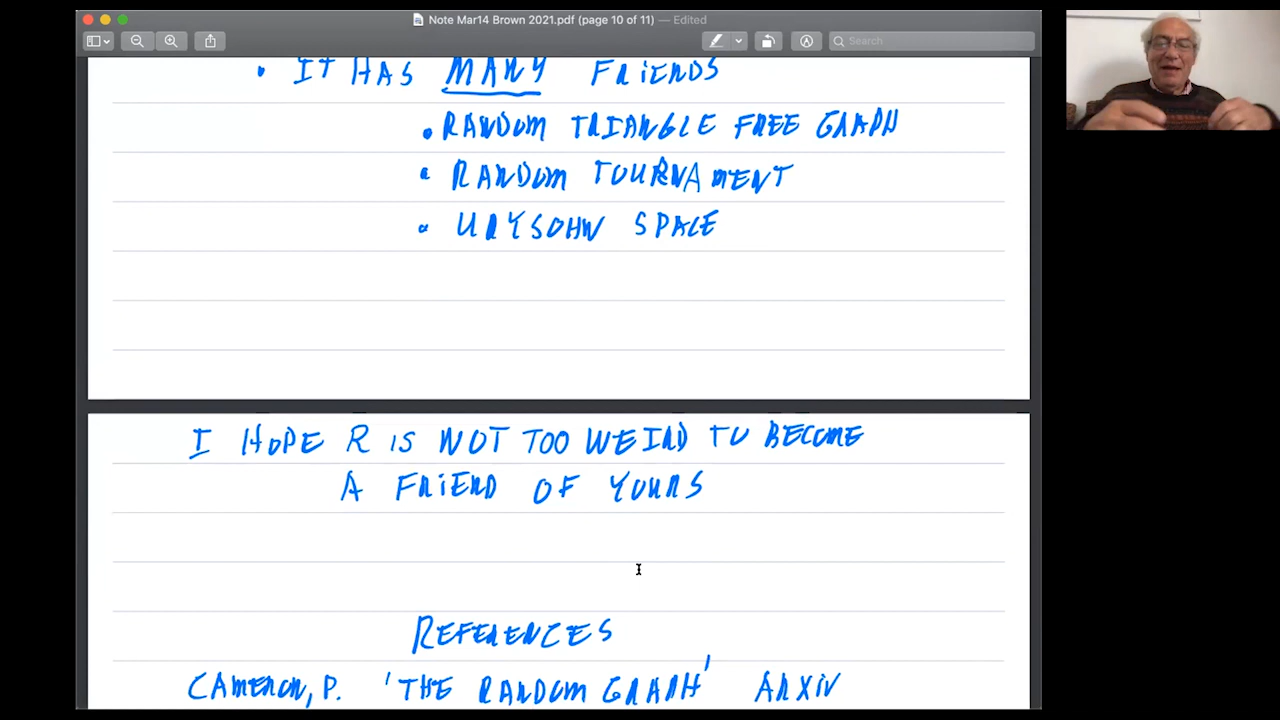 Note Mar14 Brown 2021.pdf (page 10 of 11) — Edited
Search
• IT HAS MANY FRIENDS
• RANDOM TRIANGLE FREE GRAPH
• RANDOM TOURNAMENT
• URYSOHN SPACE
I HOPE R IS NOT TOO WEIRD TO BECOME
A FRIEND OF YOURS
REFERENCES
CAMERON, P. 'THE RANDOM GRAPH' ARXIV